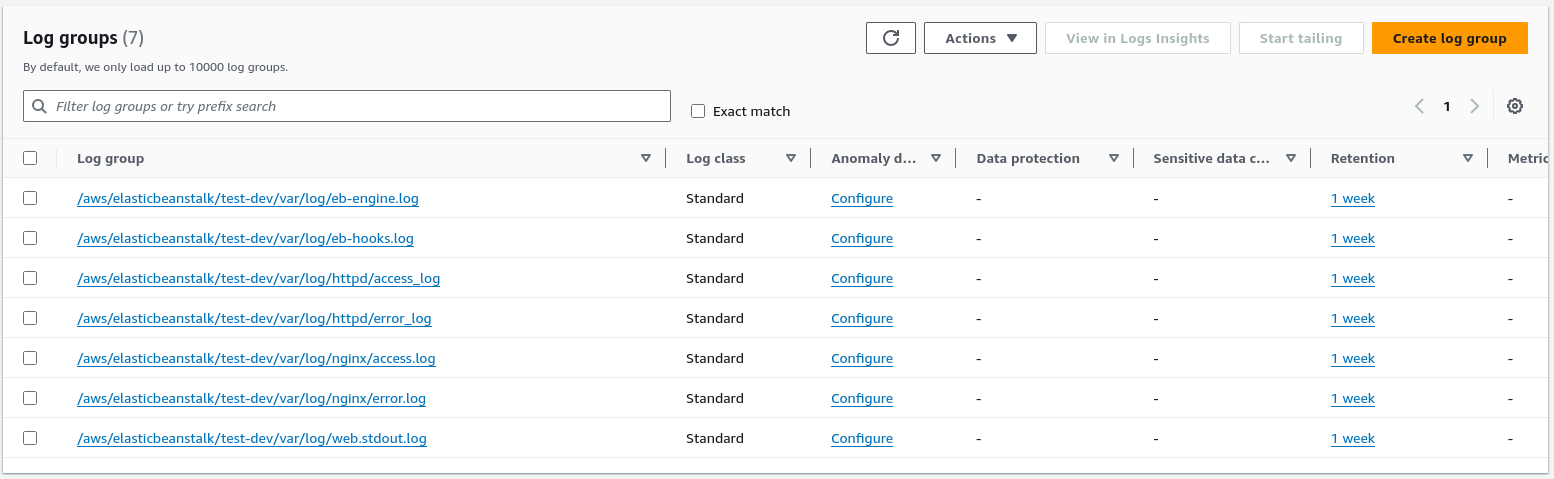 Log groups (7)
Actions View in Logs Insights Start tailing Create log group
By default, we only load up to 10000 log groups.
Filter log groups or try prefix search Exact match 1
Log group Log class Anomaly d... Data protection Sensitive data c... Retention Metric
/aws/elasticbeanstalk/test-dev/var/log/eb-engine.log Standard Configure - - 1 week -
/aws/elasticbeanstalk/test-dev/var/log/eb-hooks.log Standard Configure - - 1 week -
/aws/elasticbeanstalk/test-dev/var/log/httpd/access_log Standard Configure - - 1 week -
/aws/elasticbeanstalk/test-dev/var/log/httpd/error_log Standard Configure - - 1 week -
/aws/elasticbeanstalk/test-dev/var/log/nginx/access.log Standard Configure - - 1 week -
/aws/elasticbeanstalk/test-dev/var/log/nginx/error.log Standard Configure - - 1 week -
/aws/elasticbeanstalk/test-dev/var/log/web.stdout.log Standard Configure - - 1 week -